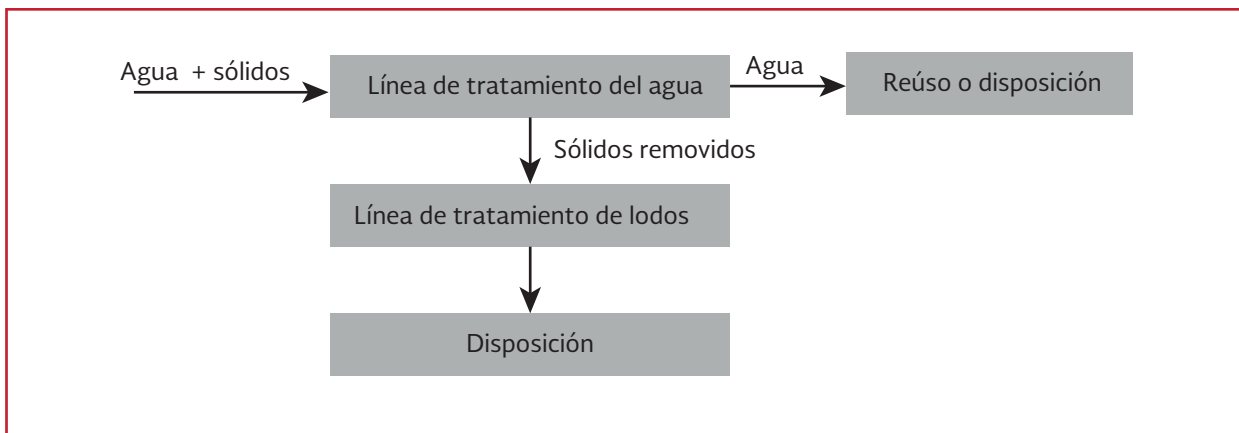 Agua + sólidos
Línea de tratamiento del agua
Agua
Reúso o disposición
Sólidos removidos
Línea de tratamiento de lodos
Disposición